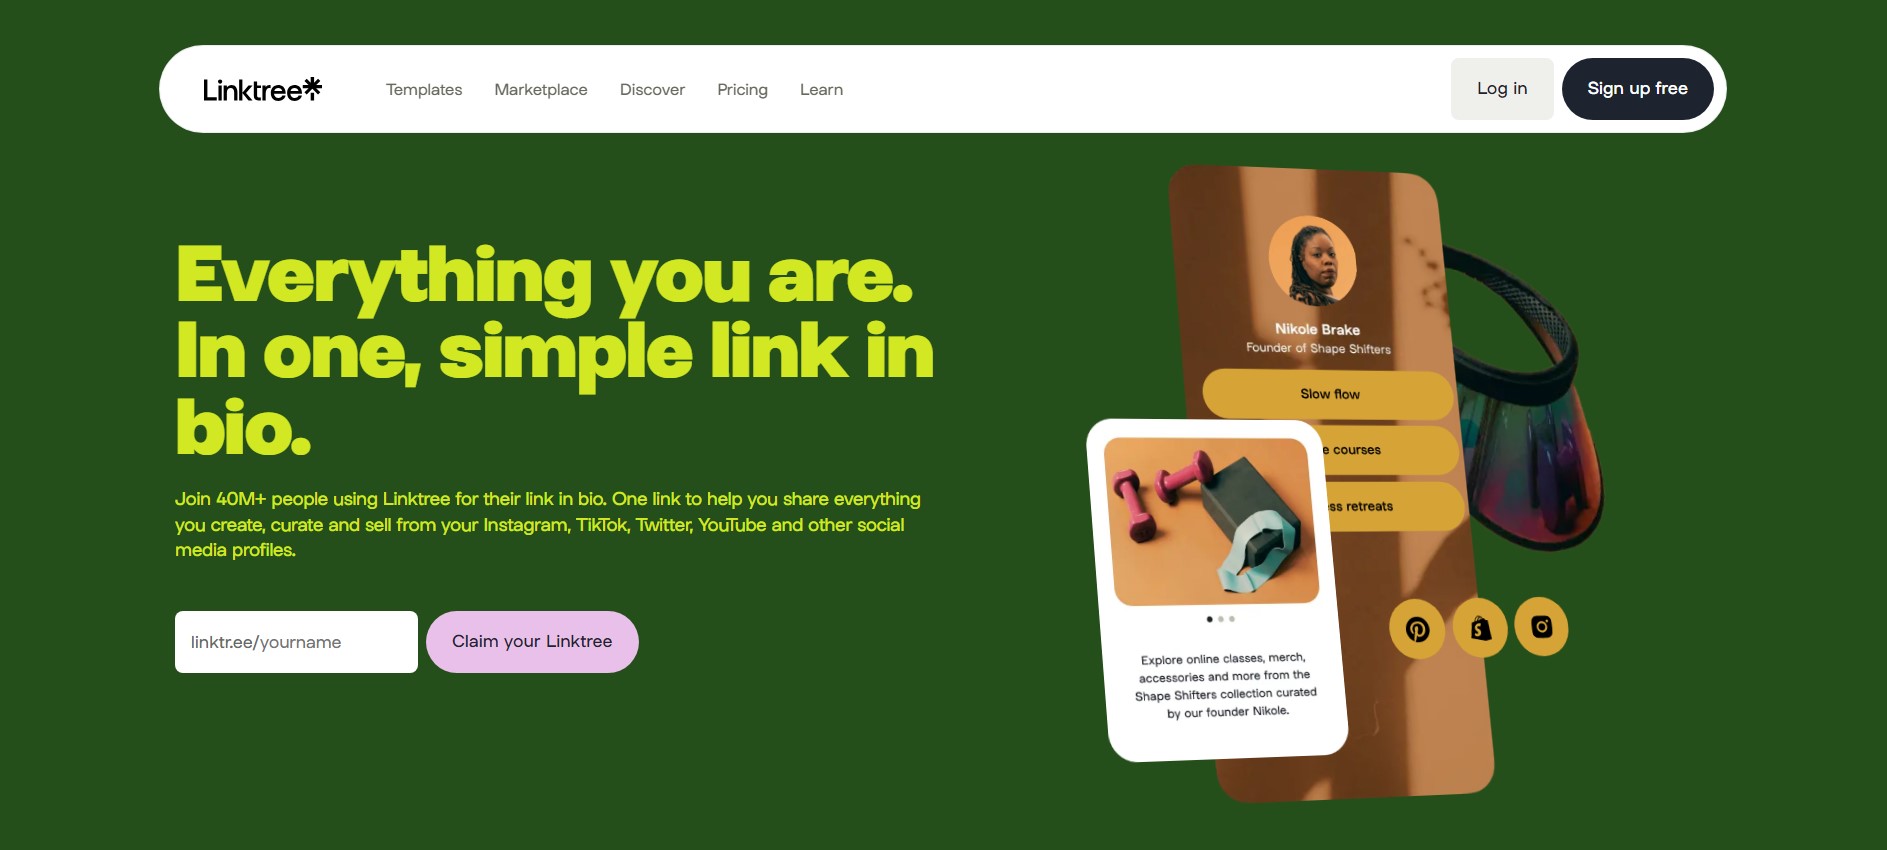 Linktree
Templates
Marketplace
Discover
Pricing
Learn
Log in
Sign up free
Everything you are.
In one, simple link in
bio.
Join 40M+ people using Linktree for their link in bio. One link to help you share everything
you create, curate and sell from your Instagram, TikTok, Twitter, YouTube and other social
media profiles.
linktr.ee/yourname
Claim your Linktree
Nikole Brake
Founder of Shape Shifters
Slow flow
courses
retreats
Explore online classes, merch,
accessories and more from the
Shape Shifters collection curated
by our founder Nikole.